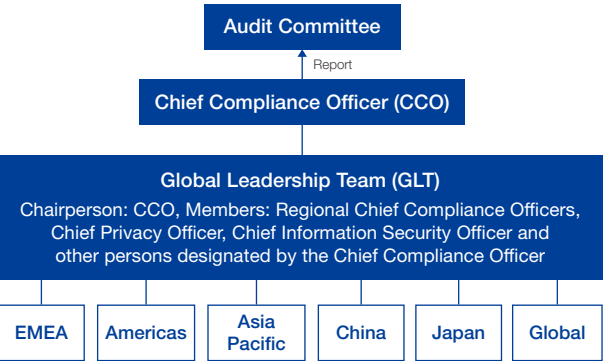 Audit Committee
Report
Chief Compliance Officer (CCO)
Global Leadership Team (GLT)
Chairperson: CCO, Members: Regional Chief Compliance Officers,
Chief Privacy Officer, Chief Information Security Officer and
other persons designated by the Chief Compliance Officer
EMEA
Americas
Asia
Pacific
China
Japan
Global